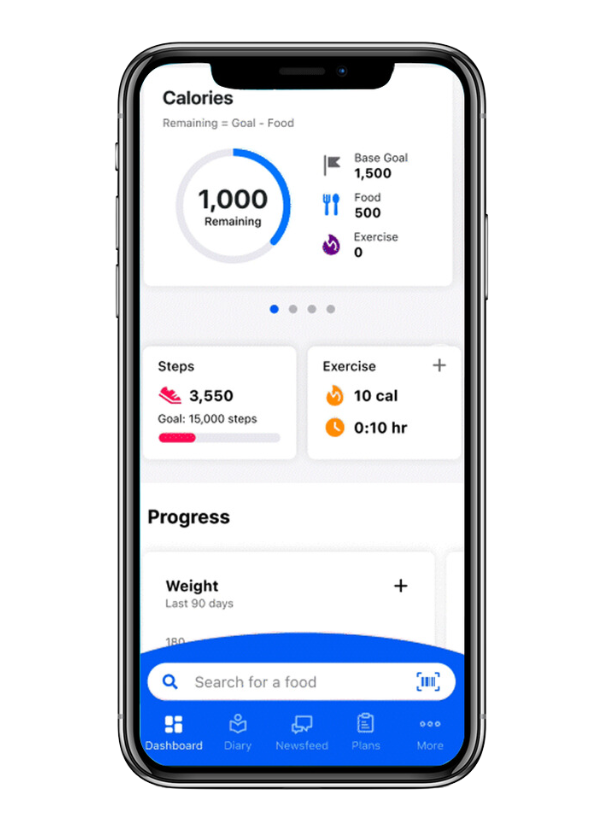 Calories
Remaining = Goal - Food
1,000
Remaining
Base Goal
1,500
Food
500
Exercise
0
Steps
3,550
Goal: 15,000 steps
Exercise
10 cal
0:10 hr
Progress
Weight
Last 90 days
180
Search for a food
Dashboard
Diary
Newsfeed
Plans
More